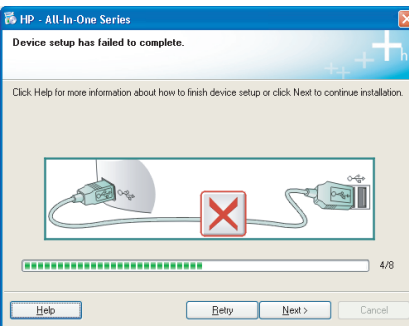 HP - All-In-One Series
Device setup has failed to complete.
Click Help for more information about how to finish device setup or click Next to continue installation.
4/8
Help
Retry
Next >
Cancel